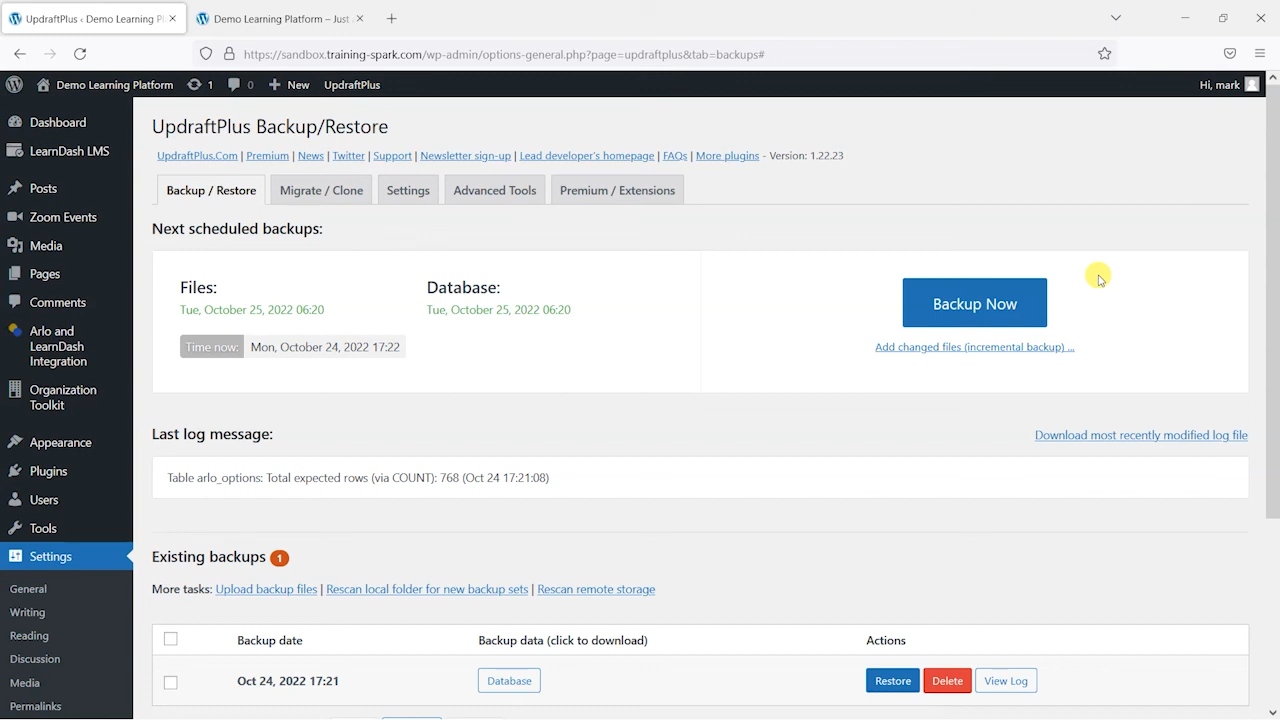 UpdraftPlus ‹ Demo Learning Pl
Demo Learning Platform – Just
https://sandbox.training-spark.com/wp-admin/options-general.php?page=updraftplus&tab=backups#
Demo Learning Platform
1
0
New
UpdraftPlus
Hi, mark
Dashboard
LearnDash LMS
Posts
Zoom Events
Media
Pages
Comments
Arlo and
LearnDash
Integration
Organization
Toolkit
Appearance
Plugins
Users
Tools
Settings
General
Writing
Reading
Discussion
Media
Permalinks
UpdraftPlus Backup/Restore
UpdraftPlus.Com | Premium | News | Twitter | Support | Newsletter sign-up | Lead developer's homepage | FAQs | More plugins - Version: 1.22.23
Backup / Restore
Migrate / Clone
Settings
Advanced Tools
Premium / Extensions
Next scheduled backups:
Files:
Tue, October 25, 2022 06:20
Database:
Tue, October 25, 2022 06:20
Time now: Mon, October 24, 2022 17:22
Backup Now
Add changed files (incremental backup) ...
Last log message:
Download most recently modified log file
Table arlo_options: Total expected rows (via COUNT): 768 (Oct 24 17:21:08)
Existing backups 1
More tasks: Upload backup files | Rescan local folder for new backup sets | Rescan remote storage
Backup date
Backup data (click to download)
Actions
Oct 24, 2022 17:21
Database
Restore
Delete
View Log